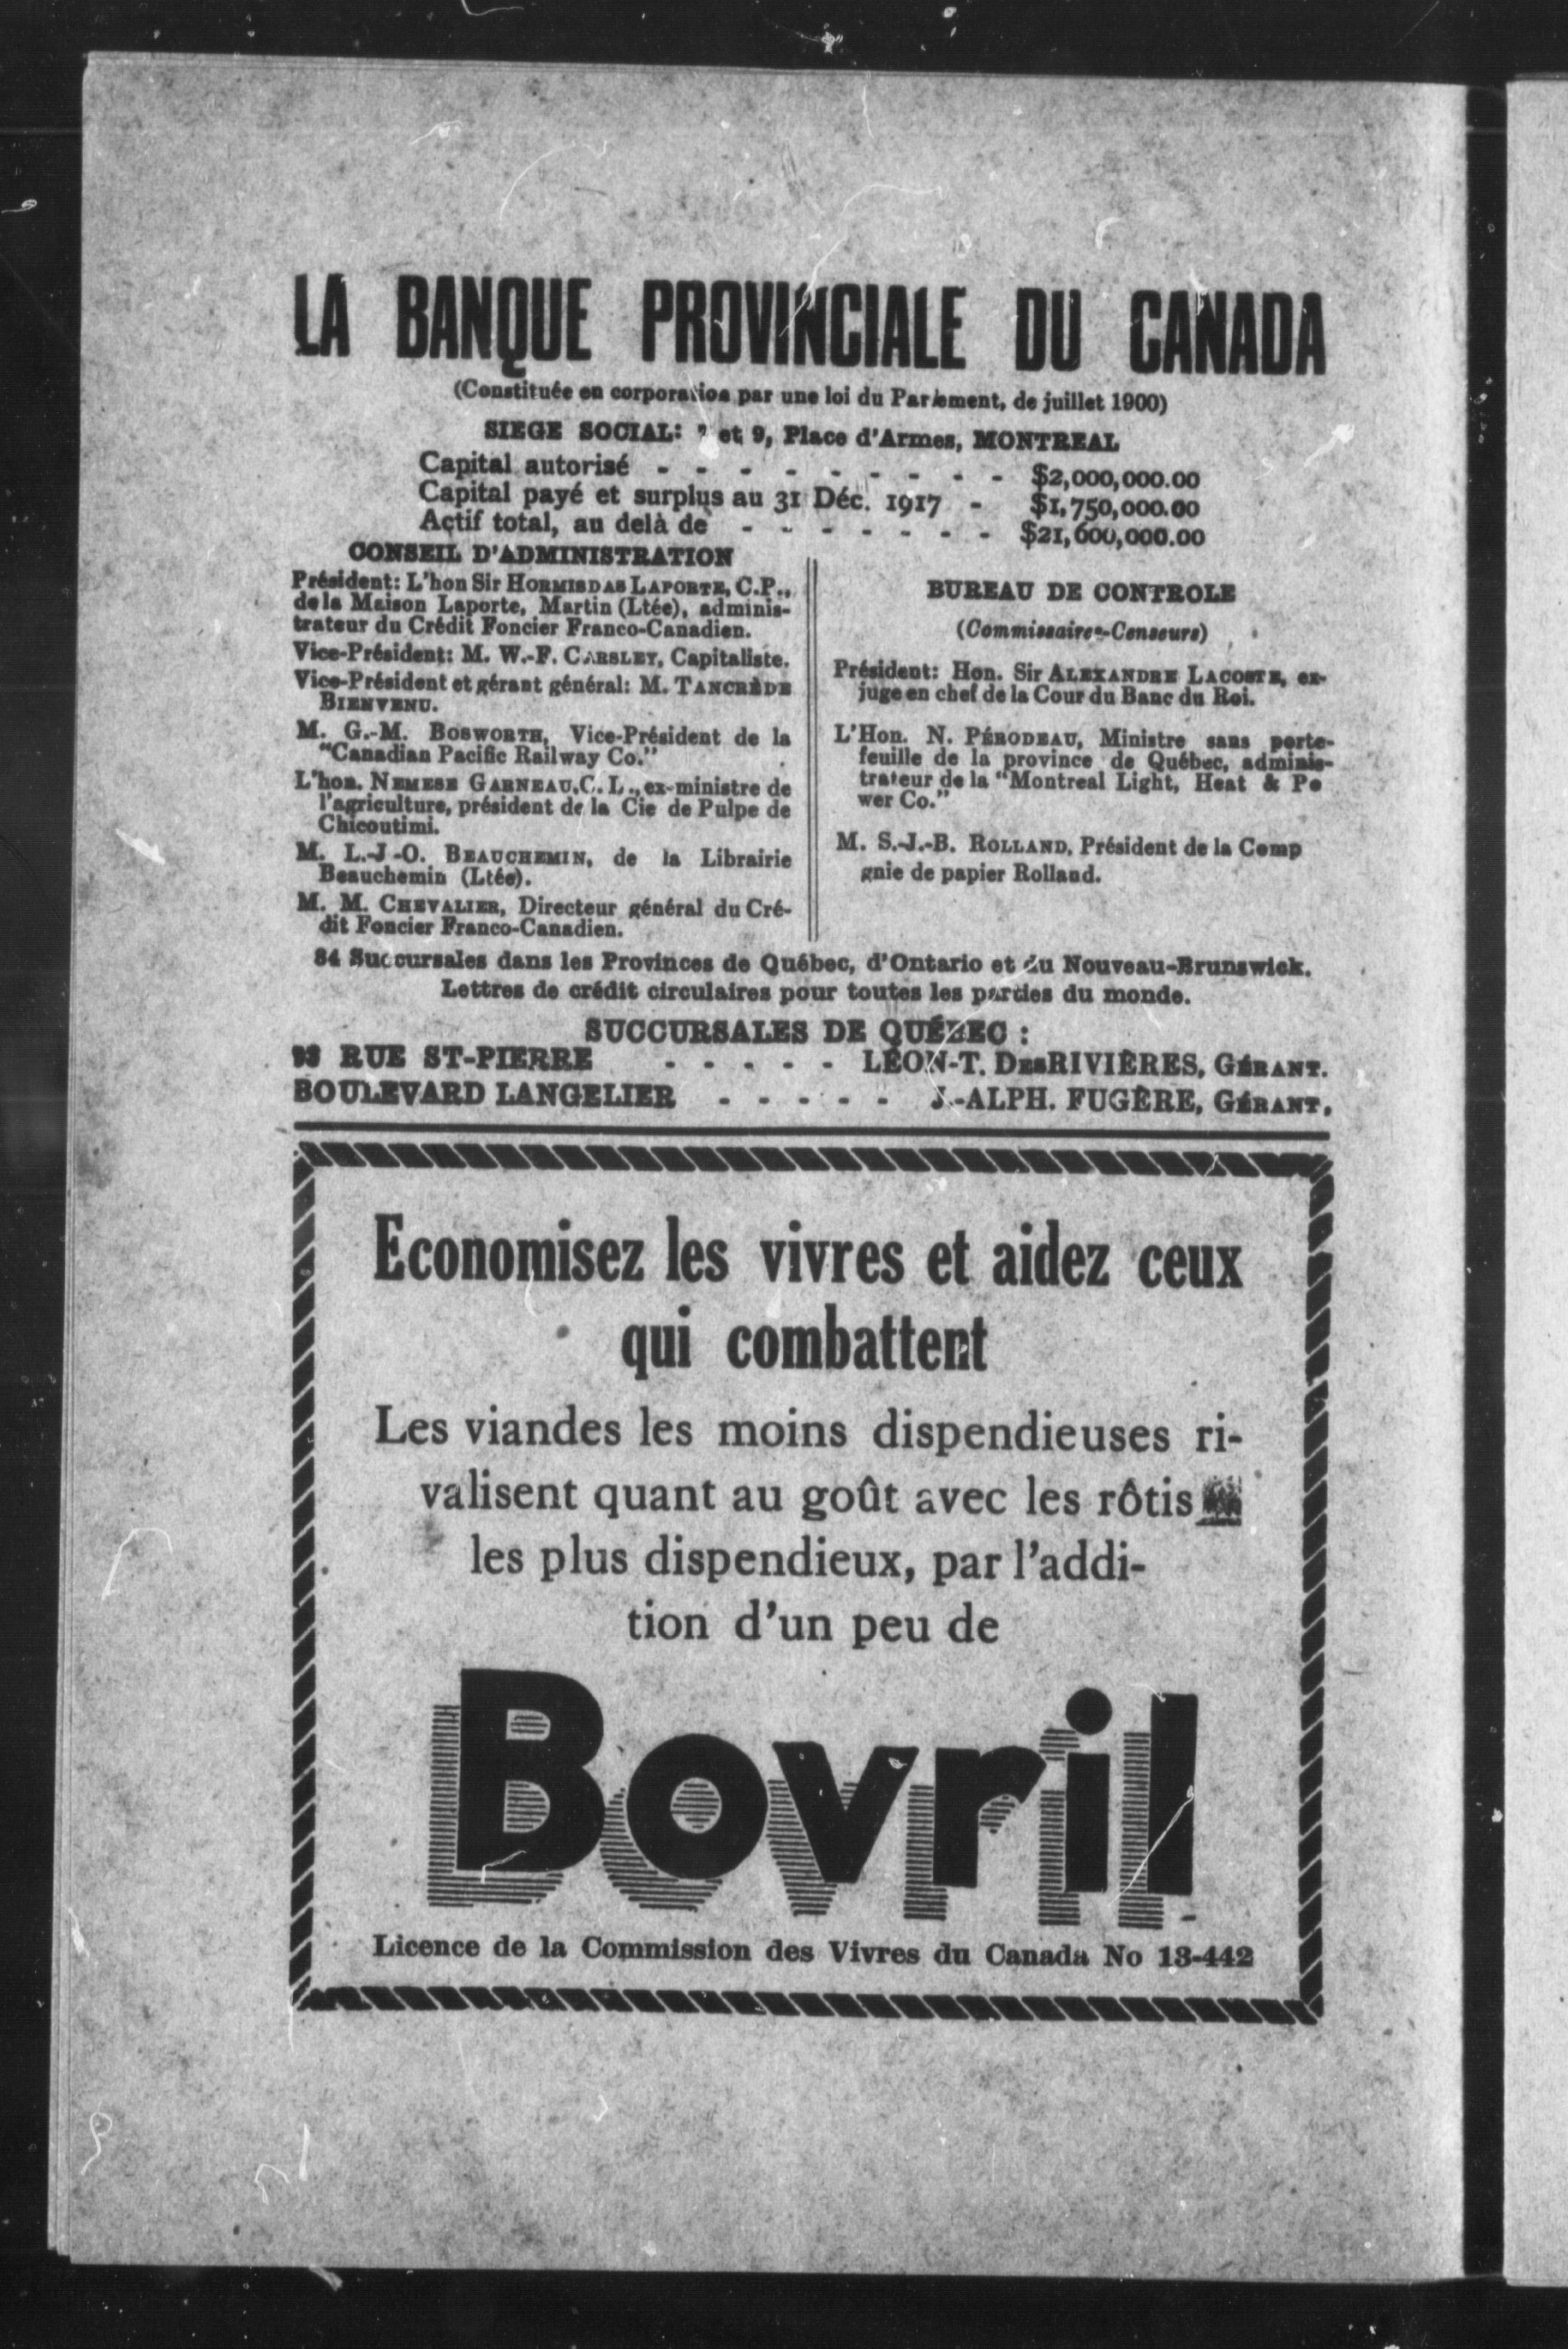 LA BANQUE PROVINCIALE DU CANADA
(Constituée en corporation par une loi du Parlement, de juillet 1900)
SIEGE SOCIAL: et 9, Place d'Armes, MONTREAL
Capital autorisé - - - - - - - - - $2,000,000.00
Capital payé et surplus au 31 Déc. 1917 - $1,750,000.00
Actif total, au delà de - - - - - - - $21,600,000.00
CONSEIL D'ADMINISTRATION
Président: L'hon Sir HORMISDAS LAPORTE, C.P.,
de la Maison Laporte, Martin (Ltée), adminis-
trateur du Crédit Foncier Franco-Canadien.
Vice-Président: M. W.-F. CARSLEY, Capitaliste.
Vice-Président et gérant général: M. TANCRÈDE
BIENVENU.
M. G.-M. BOSWORTH, Vice-Président de la
"Canadian Pacific Railway Co."
L'hon. NEMESE GARNEAU, C. L., ex-ministre de
l'agriculture, président de la Cie de Pulpe de
Chicoutimi.
M. L.-J-O. BEAUCHEMIN, de la Librairie
Beauchemin (Ltée).
M. M. CHEVALIER, Directeur général du Cré-
dit Foncier Franco-Canadien.
BUREAU DE CONTROLE
(Commissaires-Censeurs)
Président: Hon. Sir ALEXANDRE LACOSTE, ex-
juge en chef de la Cour du Banc du Roi.
L'Hon. N. PÉRODEAU, Ministre sans porte-
feuille de la province de Québec, adminis-
trateur de la "Montreal Light, Heat & Po
wer Co."
M. S.-J.-B. ROLLAND, Président de la Comp
gnie de papier Rolland.
84 Succursales dans les Provinces de Québec, d'Ontario et du Nouveau-Brunswick.
Lettres de crédit circulaires pour toutes les parties du monde.
SUCCURSALES DE QUÉBEC :
RUE ST-PIERRE - - - - - LÉON-T. DESRIVIÈRES, GÉRANT.
BOULEVARD LANGELIER - - - - - J.-ALPH. FUGÈRE, GÉRANT.
Economisez les vivres et aidez ceux
qui combattent
Les viandes les moins dispendieuses ri-
valisent quant au goût avec les rôtis
les plus dispendieux, par l'addi-
tion d'un peu de
Bovril
Licence de la Commission des Vivres du Canada No 13-442